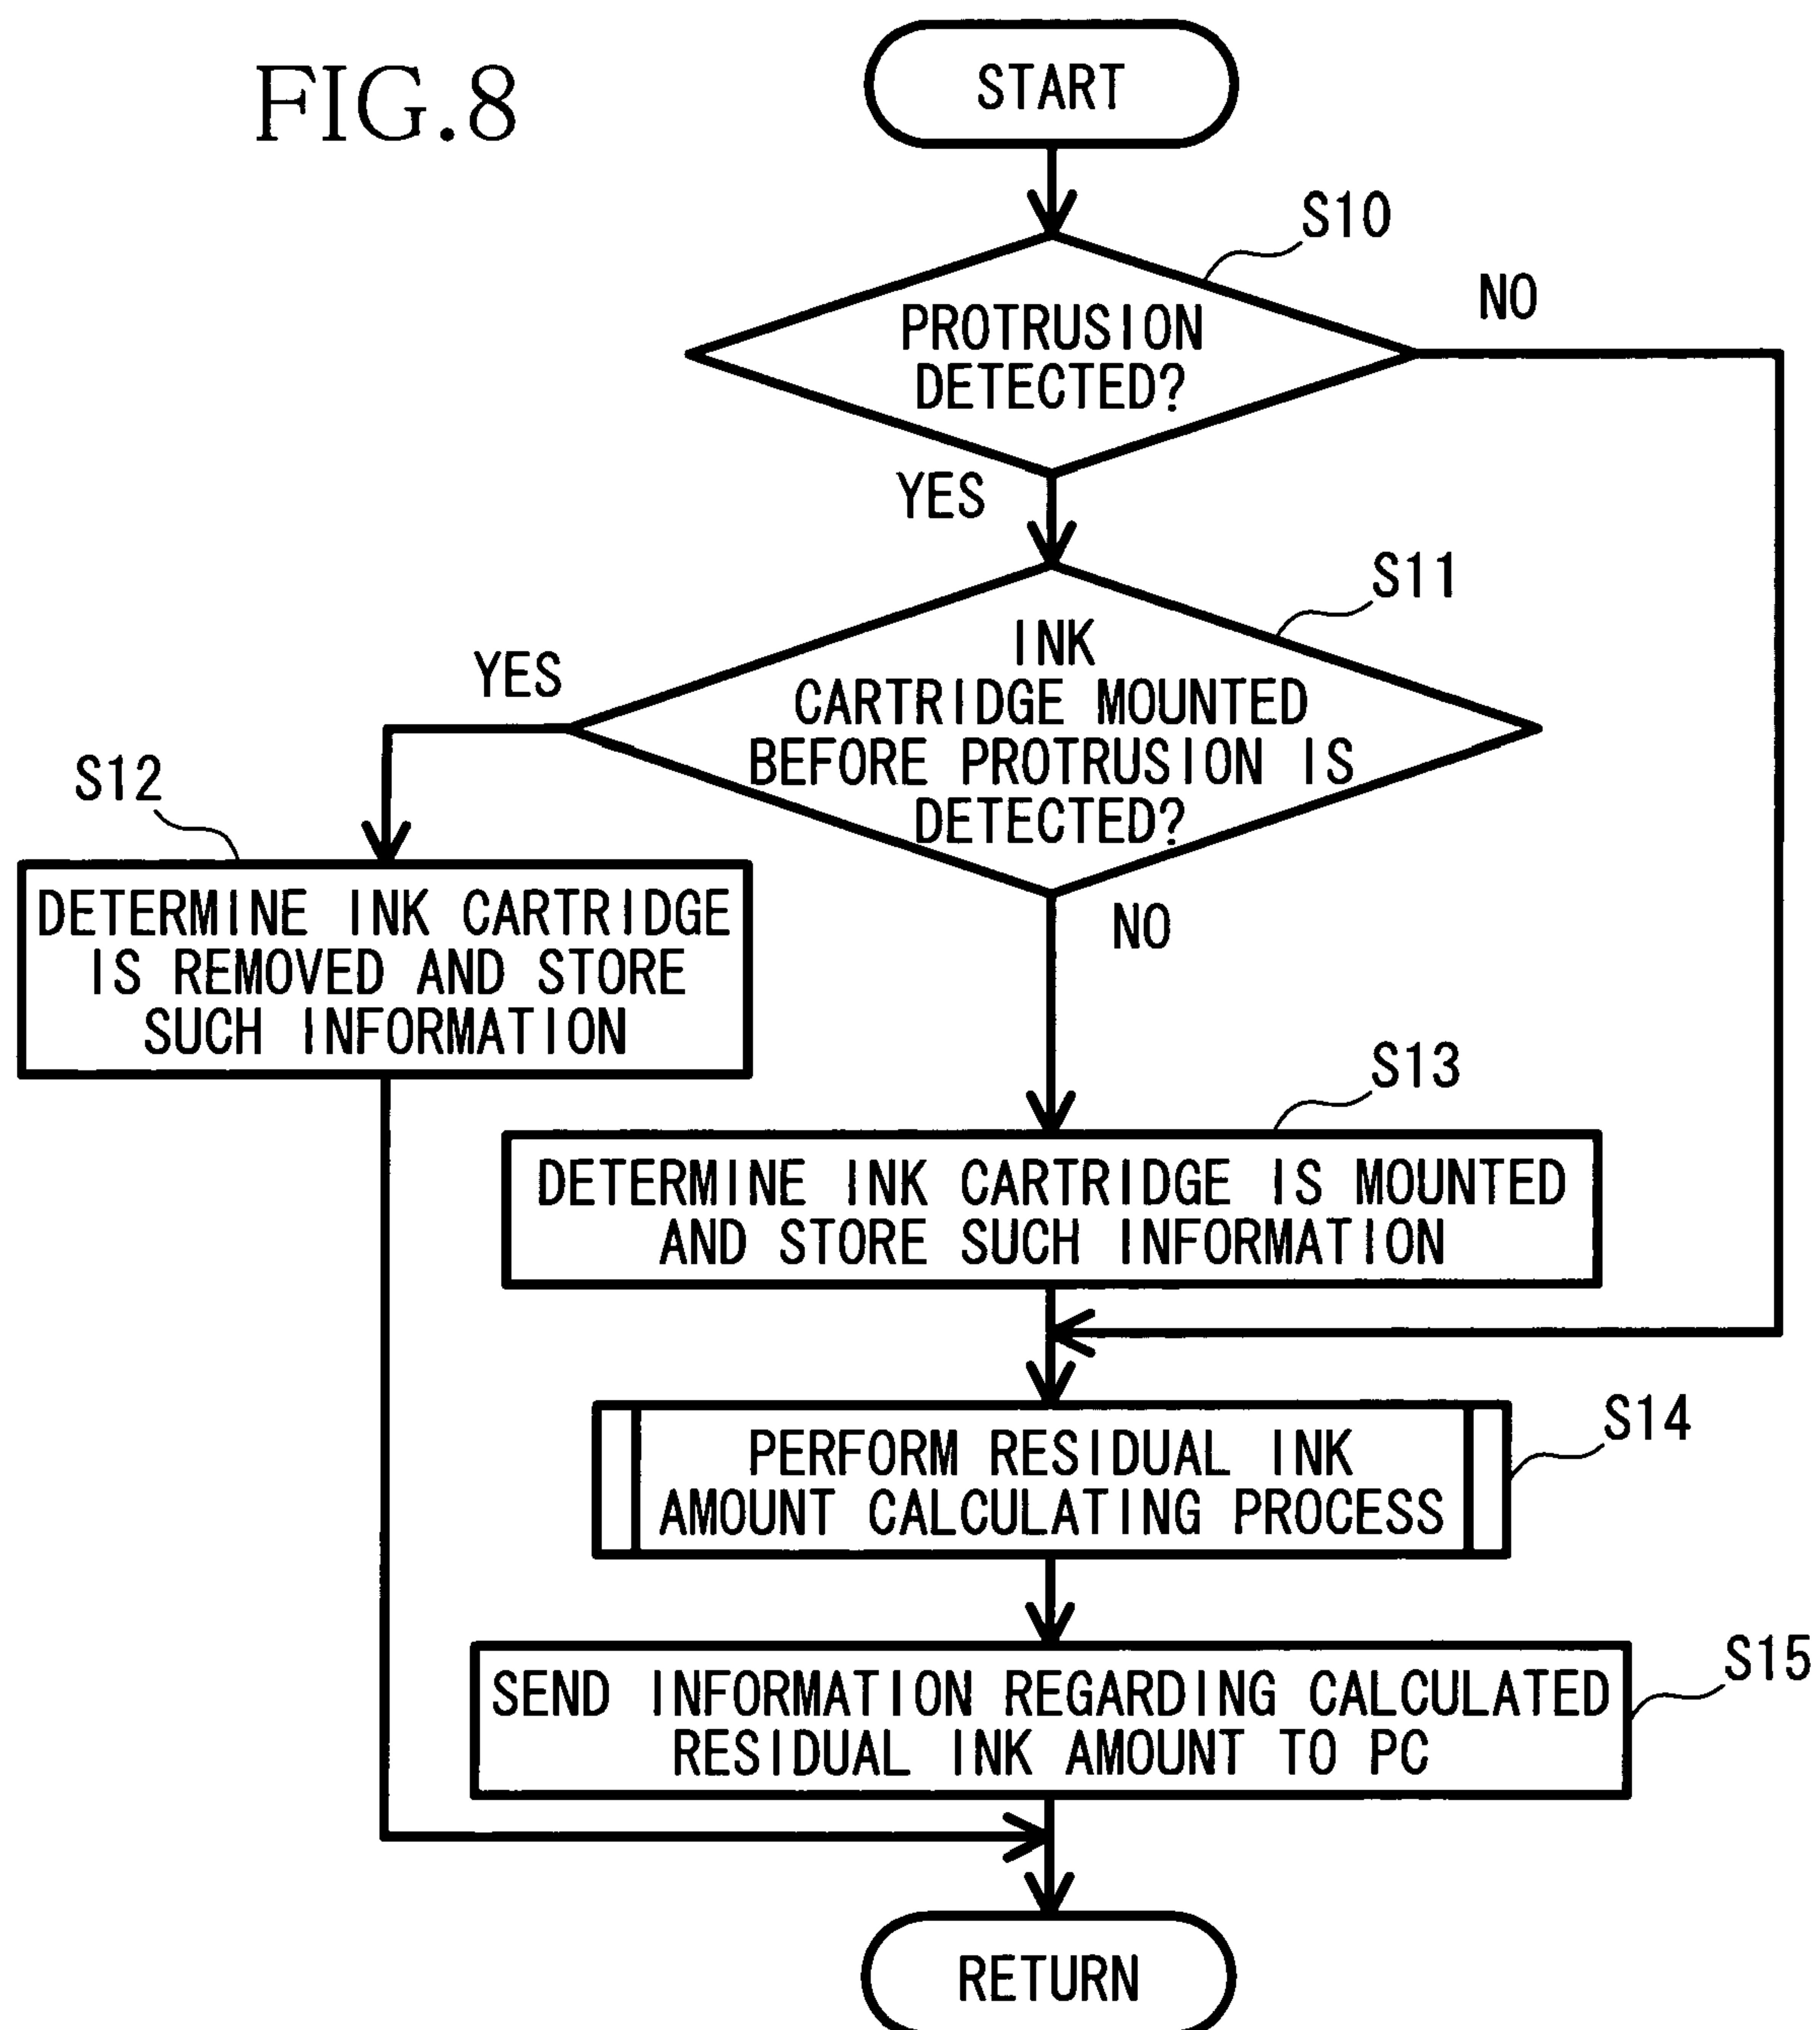 FIG.8
START
S10
PROTRUSION
DETECTED?
NO
YES
S11
INK
CARTRIDGE MOUNTED
BEFORE PROTRUSION IS
DETECTED?
YES
NO
S12
DETERMINE INK CARTRIDGE
IS REMOVED AND STORE
SUCH INFORMATION
S13
DETERMINE INK CARTRIDGE IS MOUNTED
AND STORE SUCH INFORMATION
S14
PERFORM RESIDUAL INK
AMOUNT CALCULATING PROCESS
S15
SEND INFORMATION REGARDING CALCULATED
RESIDUAL INK AMOUNT TO PC
RETURN